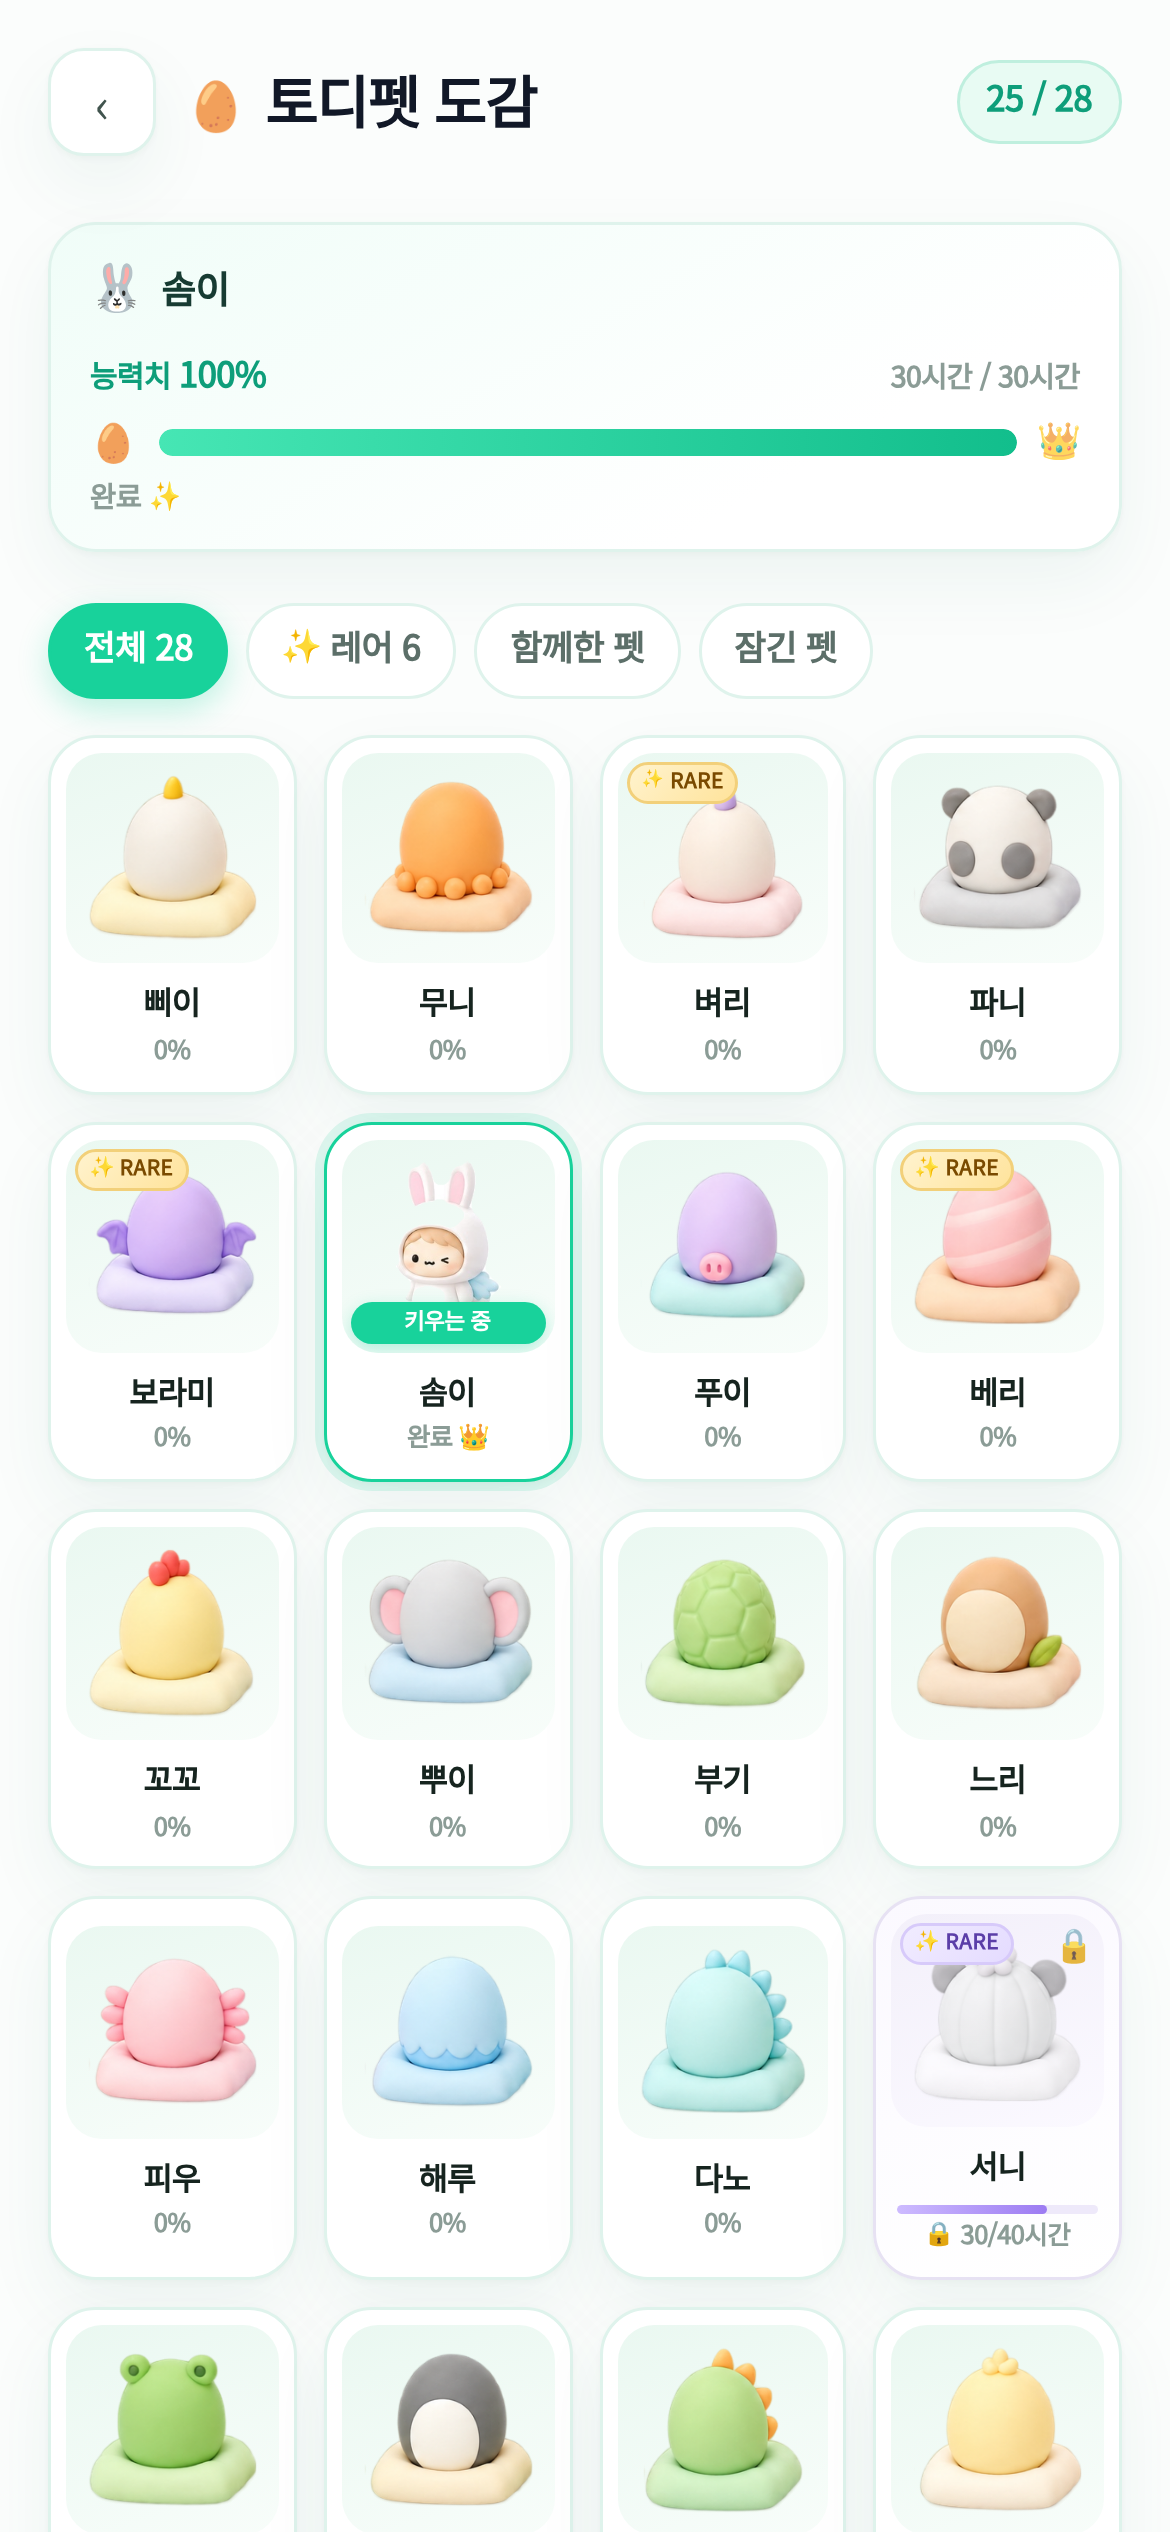 토디펫 도감
25 / 28
솜이
능력치 100%
30시간 / 30시간
완료
전체 28
레어 6
함께한 펫
잠긴 펫
삐이
0%
무니
0%
RARE
벼리
0%
파니
0%
RARE
보라미
0%
키우는 중
솜이
완료
푸이
0%
RARE
베리
0%
꼬꼬
0%
뿌이
0%
부기
0%
느리
0%
피우
0%
해루
0%
다노
0%
RARE
서니
30/40시간